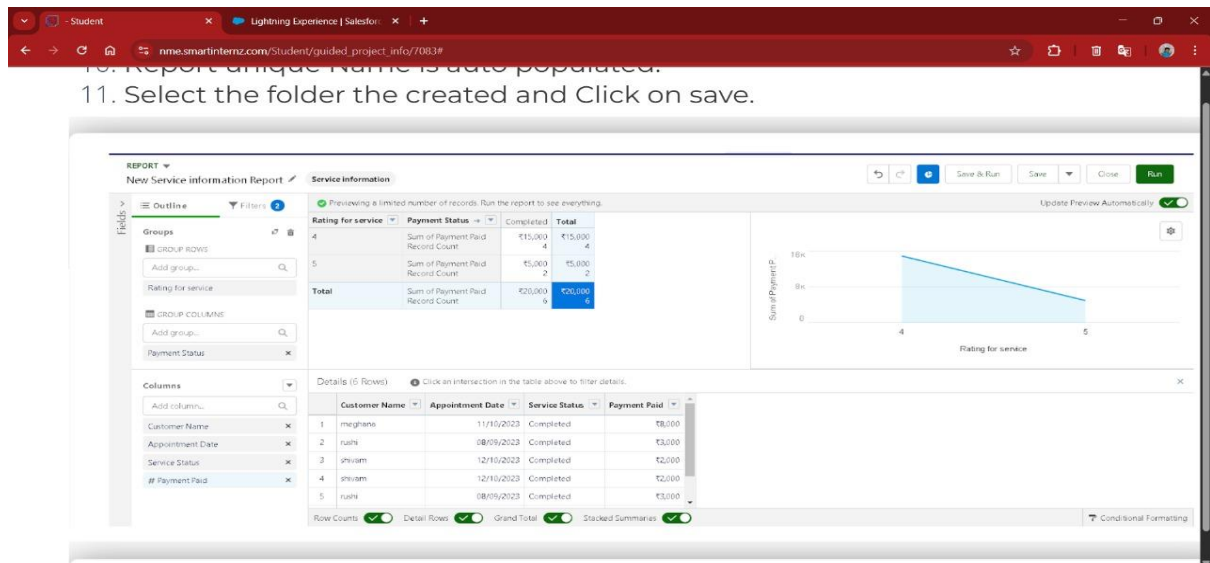 - Student
Lightning Experience | Salesforc
nme.smartinternz.com/Student/guided_project_info/7083#
10. Report unique Name is auto populated.
11. Select the folder the created and Click on save.
REPORT
New Service information Report
Service information
Save & Run
Save
Close
Run
Fields
Outline
Filters 2
Previewing a limited number of records. Run the report to see everything.
Update Preview Automatically
Groups
GROUP ROWS
Add group...
Rating for service
GROUP COLUMNS
Add group...
Payment Status
Columns
Add column...
Customer Name
Appointment Date
Service Status
# Payment Paid
Rating for service Payment Status → Completed Total
4 Sum of Payment Paid ₹15,000 ₹15,000
Record Count 4 4
5 Sum of Payment Paid ₹5,000 ₹5,000
Record Count 2 2
Total Sum of Payment Paid ₹20,000 ₹20,000
Record Count 6 6
Sum of Payment P
16K
8K
0
4 5
Rating for service
Details (6 Rows) Click an intersection in the table above to filter details.
Customer Name Appointment Date Service Status Payment Paid
1 meghana 11/10/2023 Completed ₹8,000
2 rushi 08/09/2023 Completed ₹3,000
3 shivam 12/10/2023 Completed ₹2,000
4 shivam 12/10/2023 Completed ₹2,000
5 rushi 08/09/2023 Completed ₹3,000
Row Counts Detail Rows Grand Total Stacked Summaries
Conditional Formatting